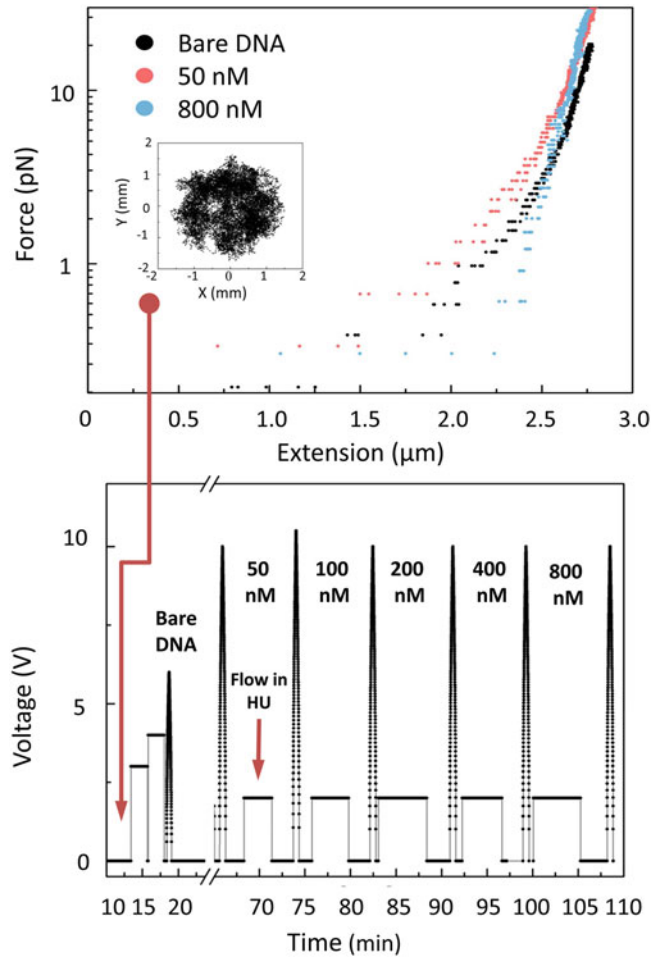 Bare DNA
50 nM
800 nM
10
1
Force (pN)
2
1
0
-1
-2
Y (mm)
-2 -1 0 1 2
X (mm)
0 0.5 1.0 1.5 2.0 2.5 3.0
Extension (μm)
10
5
0
Voltage (V)
Bare
DNA
50
nM
100
nM
200
nM
400
nM
800
nM
Flow in
HU
10 15 20 70 75 80 85 90 95 100 105 110
Time (min)